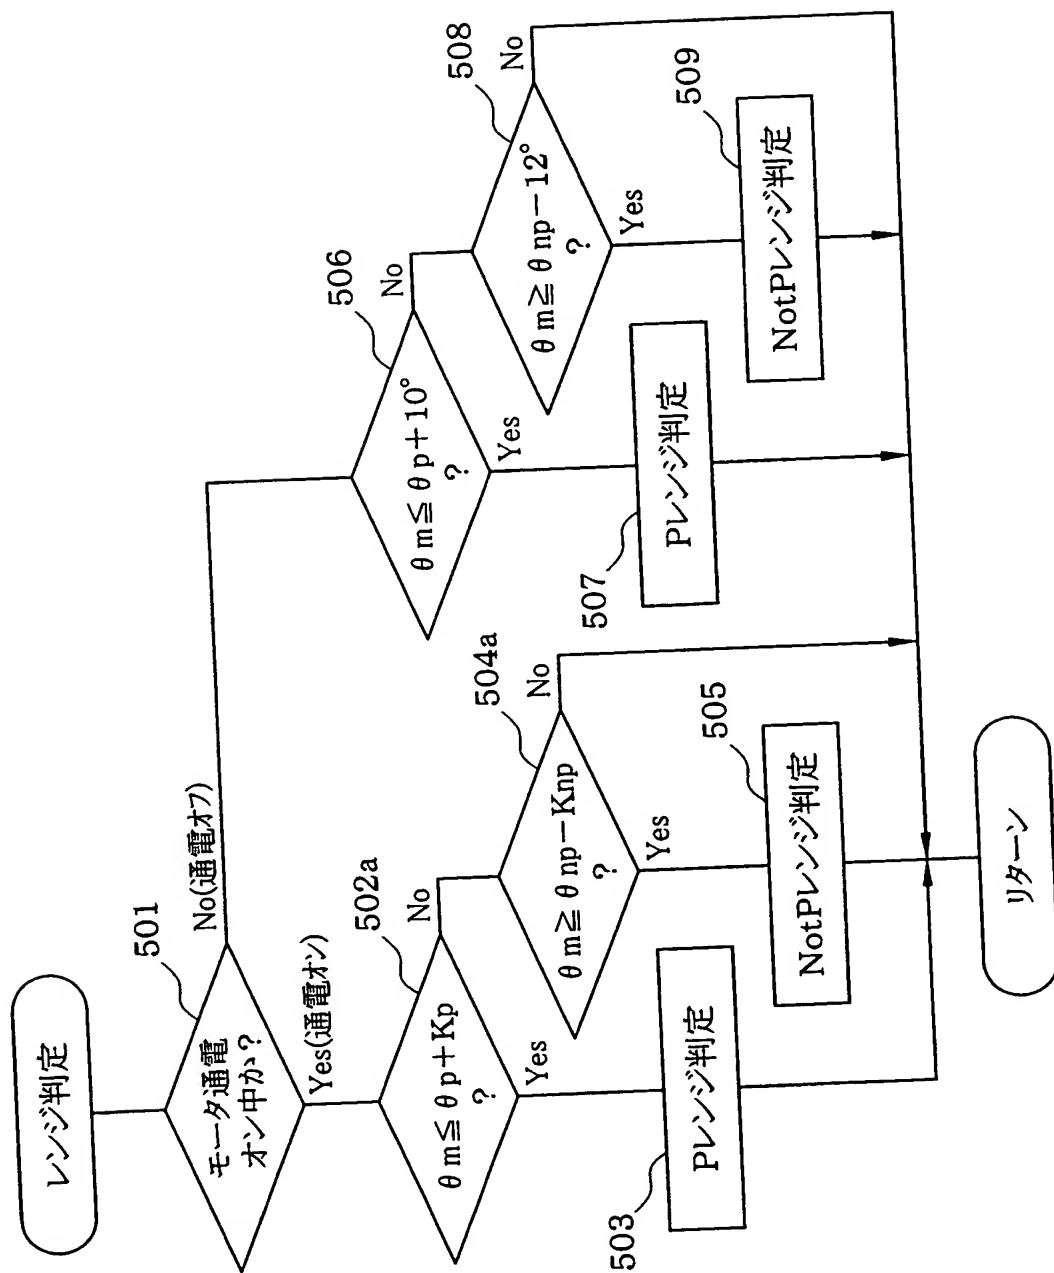 レンジ判定
501
モータ通電
オン中か?
No(通電オフ)
Yes(通電オン)
502a
θm≦θp+Kp
?
No
Yes
503
Pレンジ判定
504a
θm≧θnp−Knp
?
No
Yes
505
NotPレンジ判定
506
θm≦θp+10°
?
No
Yes
507
Pレンジ判定
508
θm≧θnp−12°
?
No
Yes
509
NotPレンジ判定
リターン